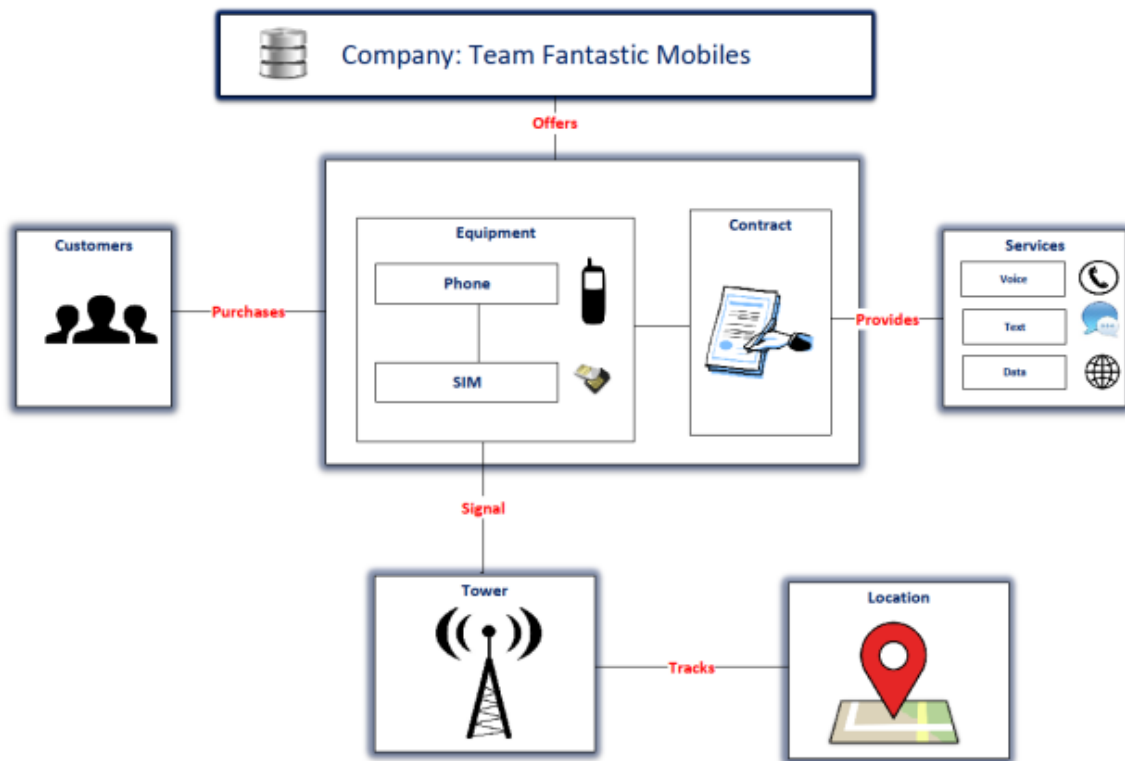 Company: Team Fantastic Mobiles
Offers
Customers
Purchases
Equipment
Phone
SIM
Contract
Provides
Services
Voice
Text
Data
Signal
Tower
Tracks
Location